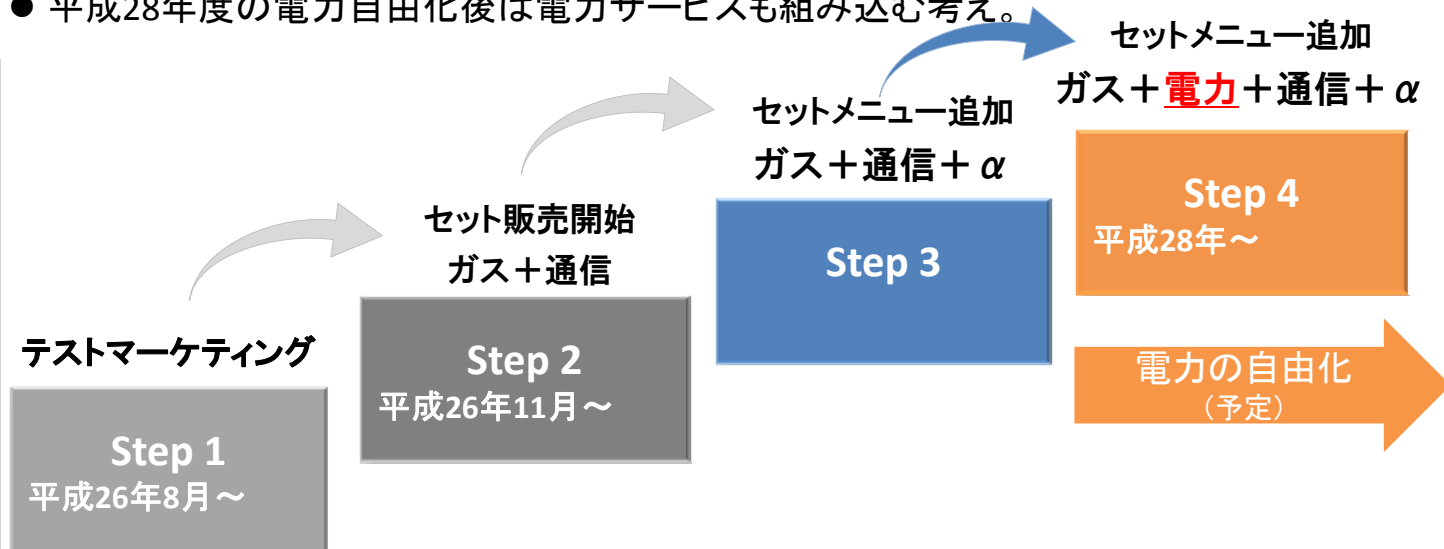 ● 平成28年度の電力自由化後は電力サービスも組み込む考え。
セットメニュー追加
ガス＋電力＋通信＋α
Step 4
平成28年～
電力の自由化
（予定）
セットメニュー追加
ガス＋通信＋α
Step 3
セット販売開始
ガス＋通信
Step 2
平成26年11月～
テストマーケティング
Step 1
平成26年8月～